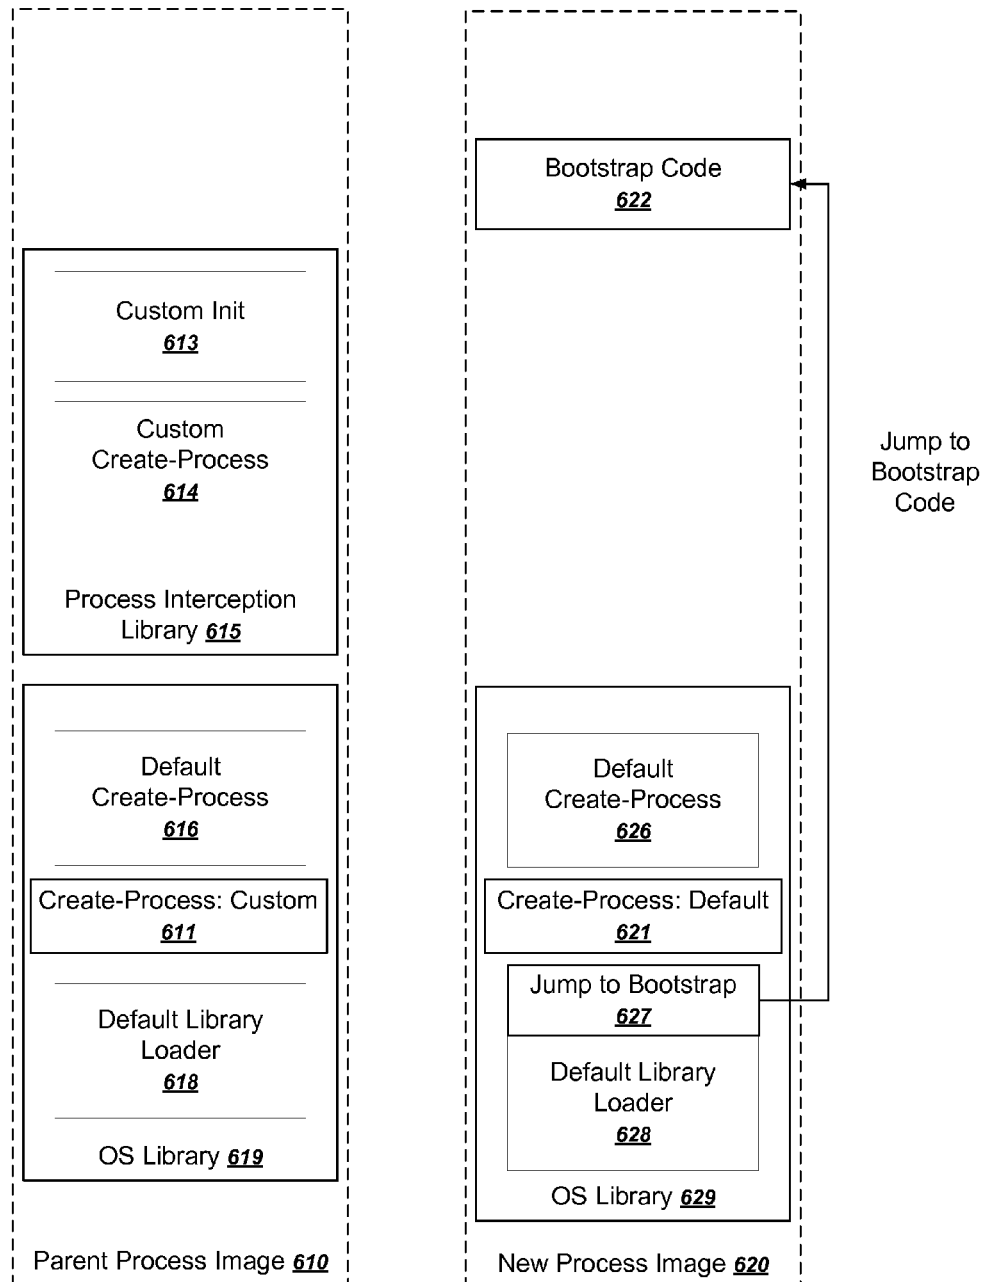 Custom Init
613
Custom
Create-Process
614
Process Interception
Library 615
Default
Create-Process
616
Create-Process: Custom
611
Default Library
Loader
618
OS Library 619
Parent Process Image 610
Bootstrap Code
622
Default
Create-Process
626
Create-Process: Default
621
Jump to Bootstrap
627
Default Library
Loader
628
OS Library 629
New Process Image 620
Jump to
Bootstrap
Code